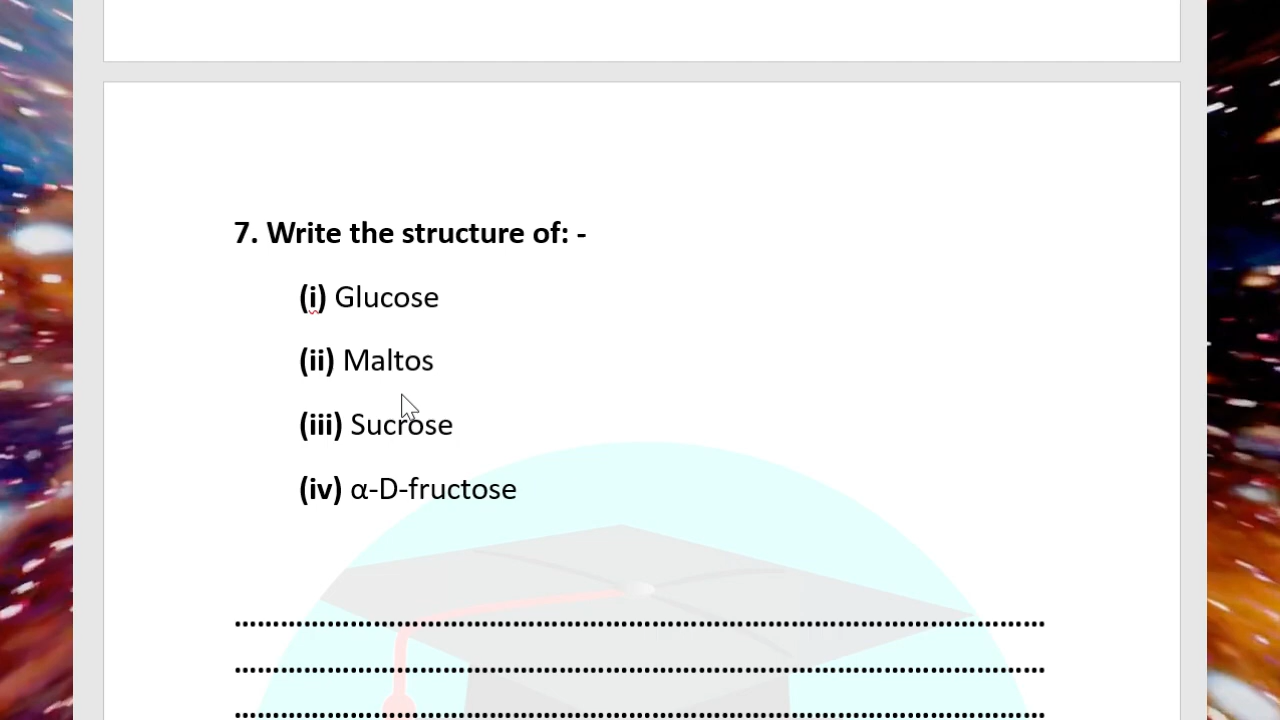 7. Write the structure of: -
(i) Glucose
(ii) Maltos
(iii) Sucrose
(iv) α-D-fructose
................................................................................................................
................................................................................................................
................................................................................................................